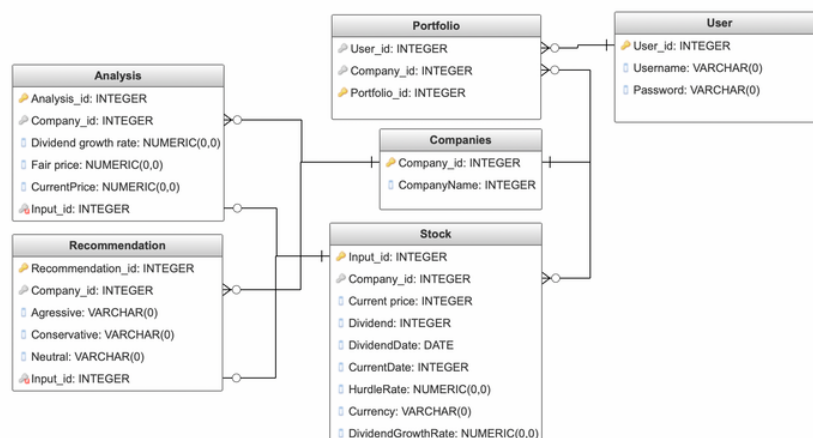 Portfolio
User_id: INTEGER
Company_id: INTEGER
Portfolio_id: INTEGER
User
User_id: INTEGER
Username: VARCHAR(0)
Password: VARCHAR(0)
Analysis
Analysis_id: INTEGER
Company_id: INTEGER
Dividend growth rate: NUMERIC(0,0)
Fair price: NUMERIC(0,0)
CurrentPrice: NUMERIC(0,0)
Input_id: INTEGER
Companies
Company_id: INTEGER
CompanyName: INTEGER
Recommendation
Recommendation_id: INTEGER
Company_id: INTEGER
Agressive: VARCHAR(0)
Conservative: VARCHAR(0)
Neutral: VARCHAR(0)
Input_id: INTEGER
Stock
Input_id: INTEGER
Company_id: INTEGER
Current price: INTEGER
Dividend: INTEGER
DividendDate: DATE
CurrentDate: INTEGER
HurdleRate: NUMERIC(0,0)
Currency: VARCHAR(0)
DividendGrowthRate: NUMERIC(0,0)